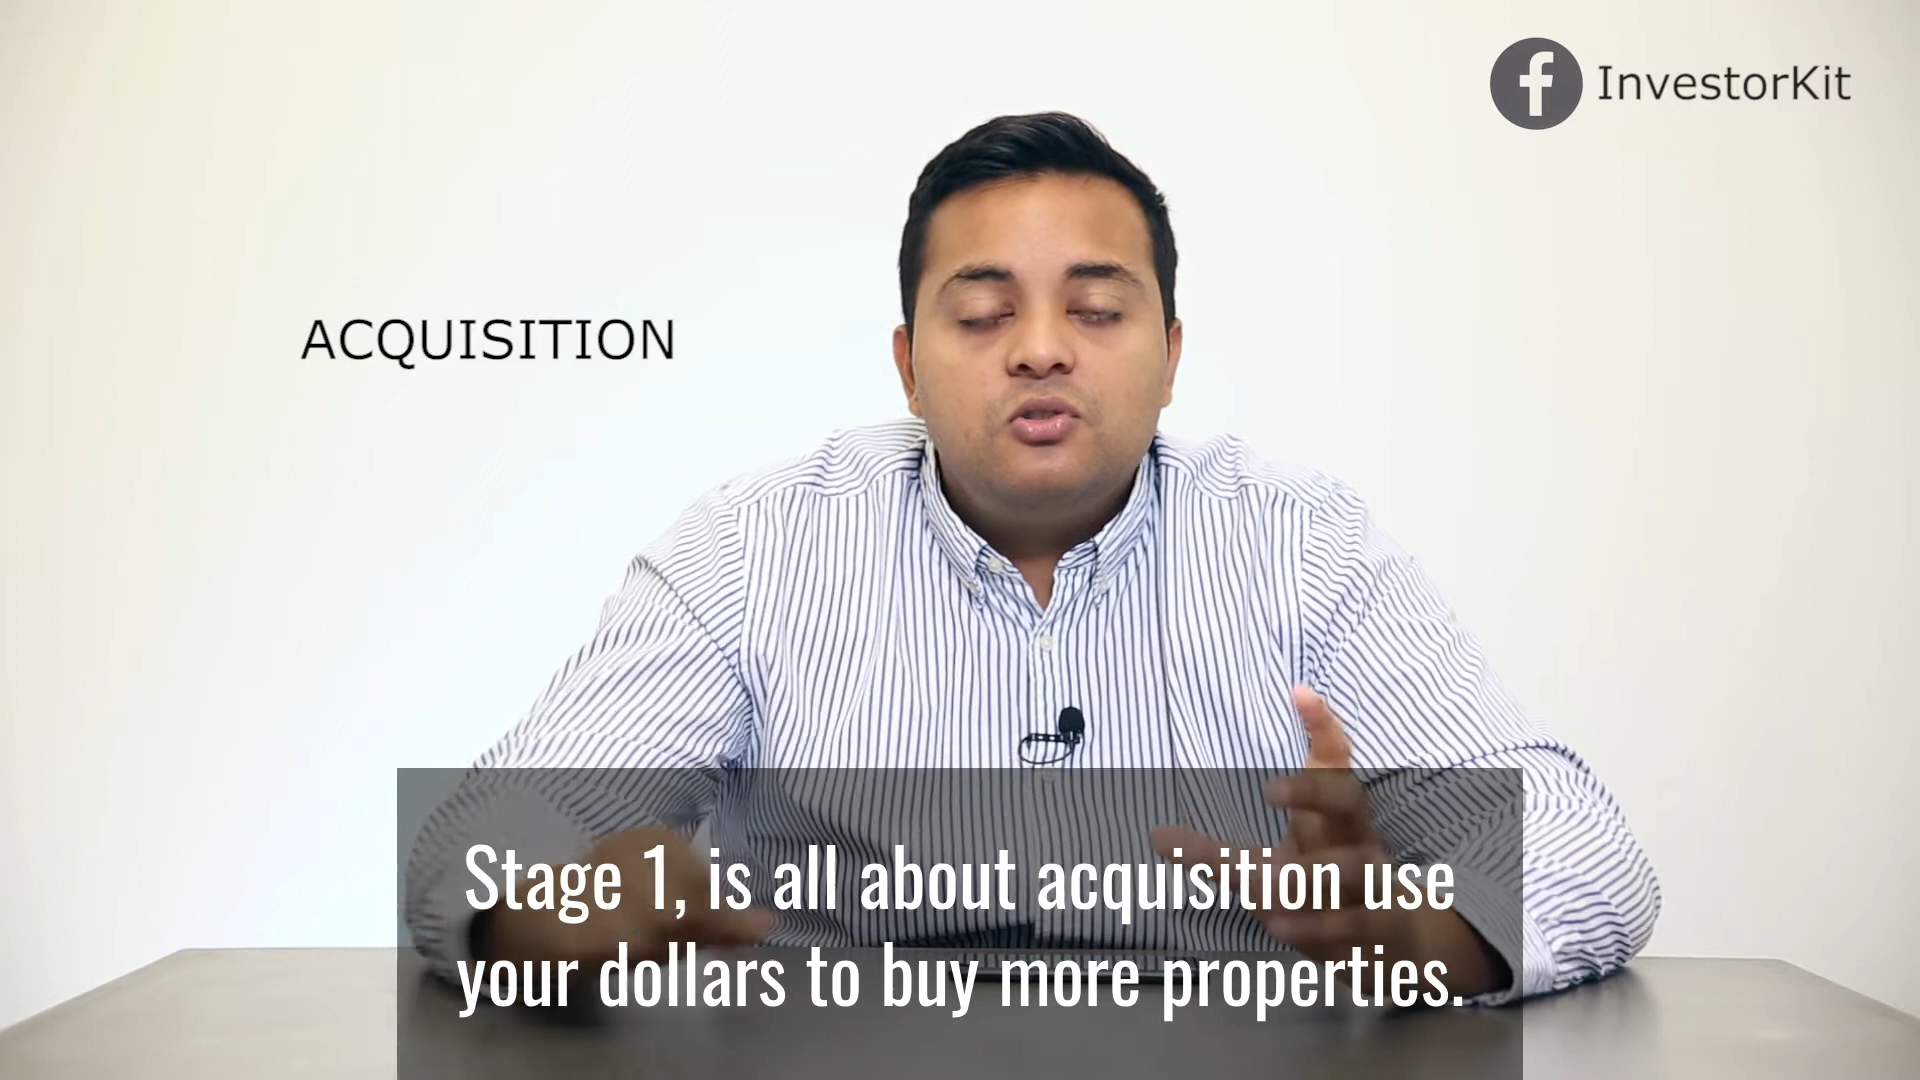 InvestorKit
ACQUISITION
Stage 1, is all about acquisition use
your dollars to buy more properties.